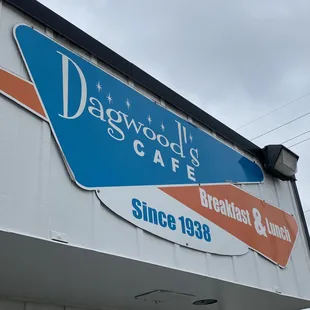 Dagwood's
CAFE
Breakfast & Lunch
Since 1938